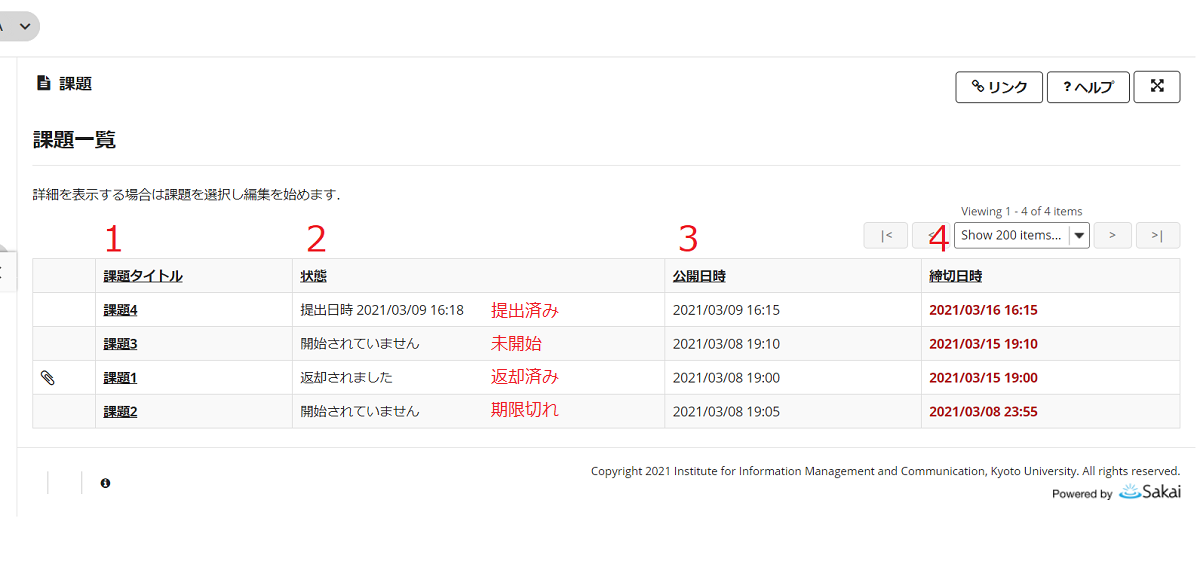 課題
リンク
? ヘルプ
課題一覧
詳細を表示する場合は課題を選択し編集を始めます.
Viewing 1 - 4 of 4 items
|< < Show 200 items... > >|
1 2 3 4
課題タイトル 状態 公開日時 締切日時
課題4 提出日時 2021/03/09 16:18 提出済み 2021/03/09 16:15 2021/03/16 16:15
課題3 開始されていません 未開始 2021/03/08 19:10 2021/03/15 19:10
課題1 返却されました 返却済み 2021/03/08 19:00 2021/03/15 19:00
課題2 開始されていません 期限切れ 2021/03/08 19:05 2021/03/08 23:55
Copyright 2021 Institute for Information Management and Communication, Kyoto University. All rights reserved.
Powered by Sakai